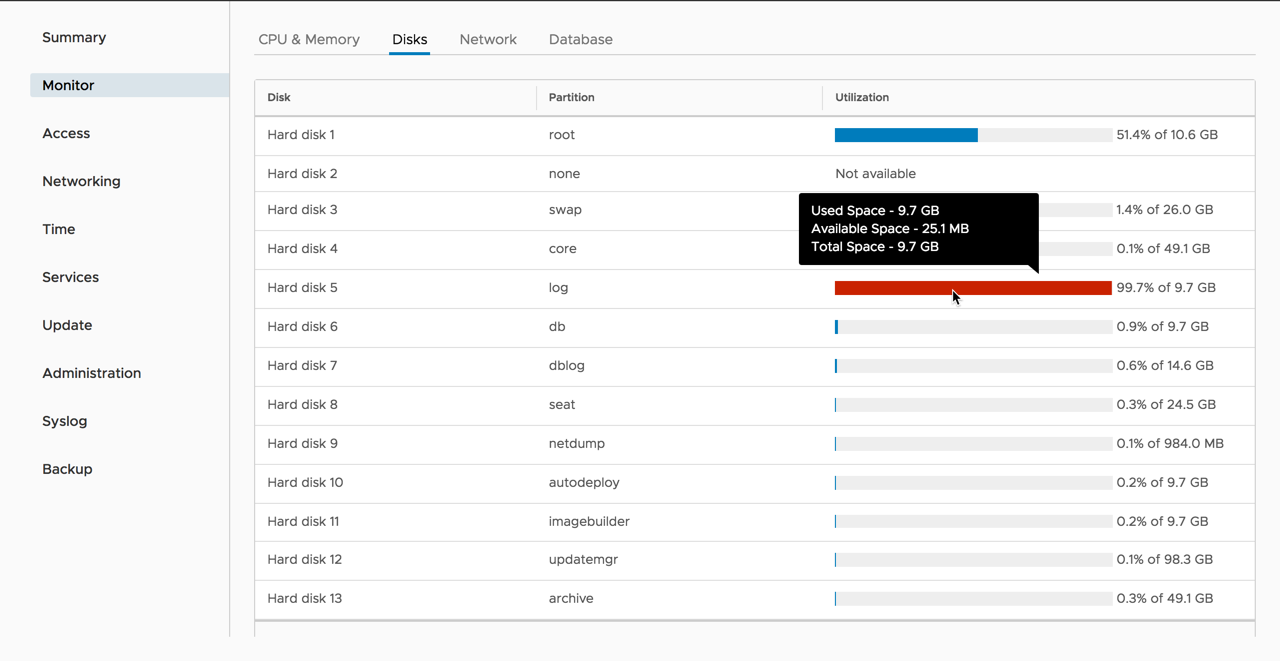 Summary
Monitor
Access
Networking
Time
Services
Update
Administration
Syslog
Backup
CPU & Memory Disks Network Database
Disk Partition Utilization
Hard disk 1 root 51.4% of 10.6 GB
Hard disk 2 none Not available
Hard disk 3 swap 1.4% of 26.0 GB
Hard disk 4 core 0.1% of 49.1 GB
Used Space - 9.7 GB
Available Space - 25.1 MB
Total Space - 9.7 GB
Hard disk 5 log 99.7% of 9.7 GB
Hard disk 6 db 0.9% of 9.7 GB
Hard disk 7 dblog 0.6% of 14.6 GB
Hard disk 8 seat 0.3% of 24.5 GB
Hard disk 9 netdump 0.1% of 984.0 MB
Hard disk 10 autodeploy 0.2% of 9.7 GB
Hard disk 11 imagebuilder 0.2% of 9.7 GB
Hard disk 12 updatemgr 0.1% of 98.3 GB
Hard disk 13 archive 0.3% of 49.1 GB